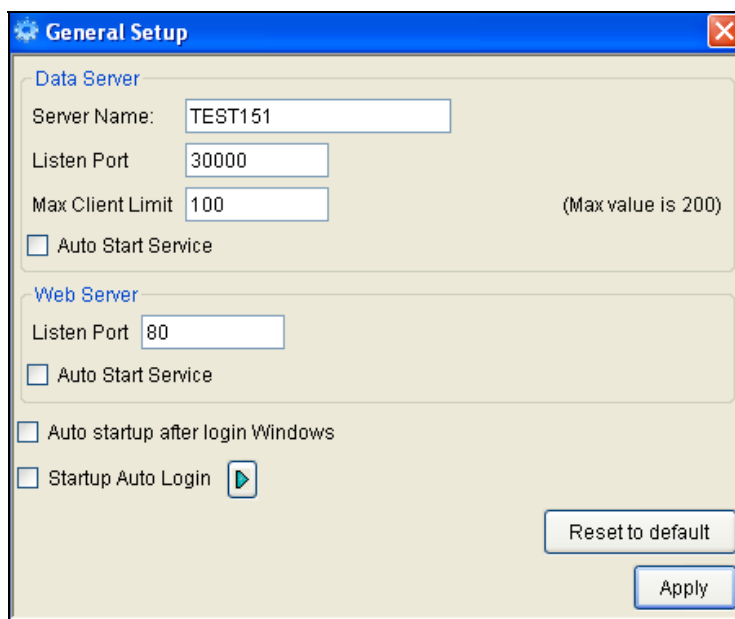 General Setup
Data Server
Server Name: TEST151
Listen Port 30000
Max Client Limit 100 (Max value is 200)
Auto Start Service
Web Server
Listen Port 80
Auto Start Service
Auto startup after login Windows
Startup Auto Login
Reset to default
Apply